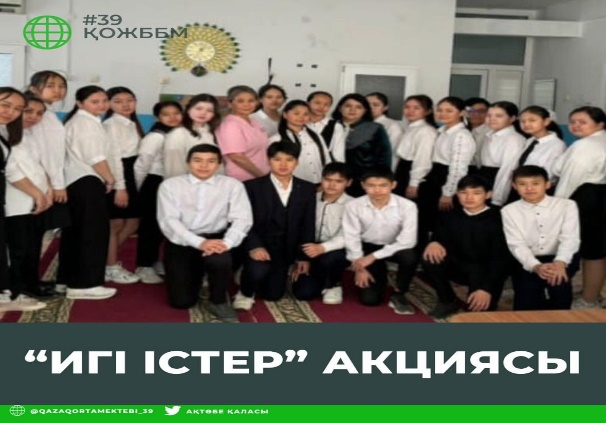 #39
ҚОЖББМ
“ИГІ ІСТЕР” АКЦИЯСЫ
@QAZAQORTAMEKTEBI_39
АҚТӨБЕ ҚАЛАСЫ